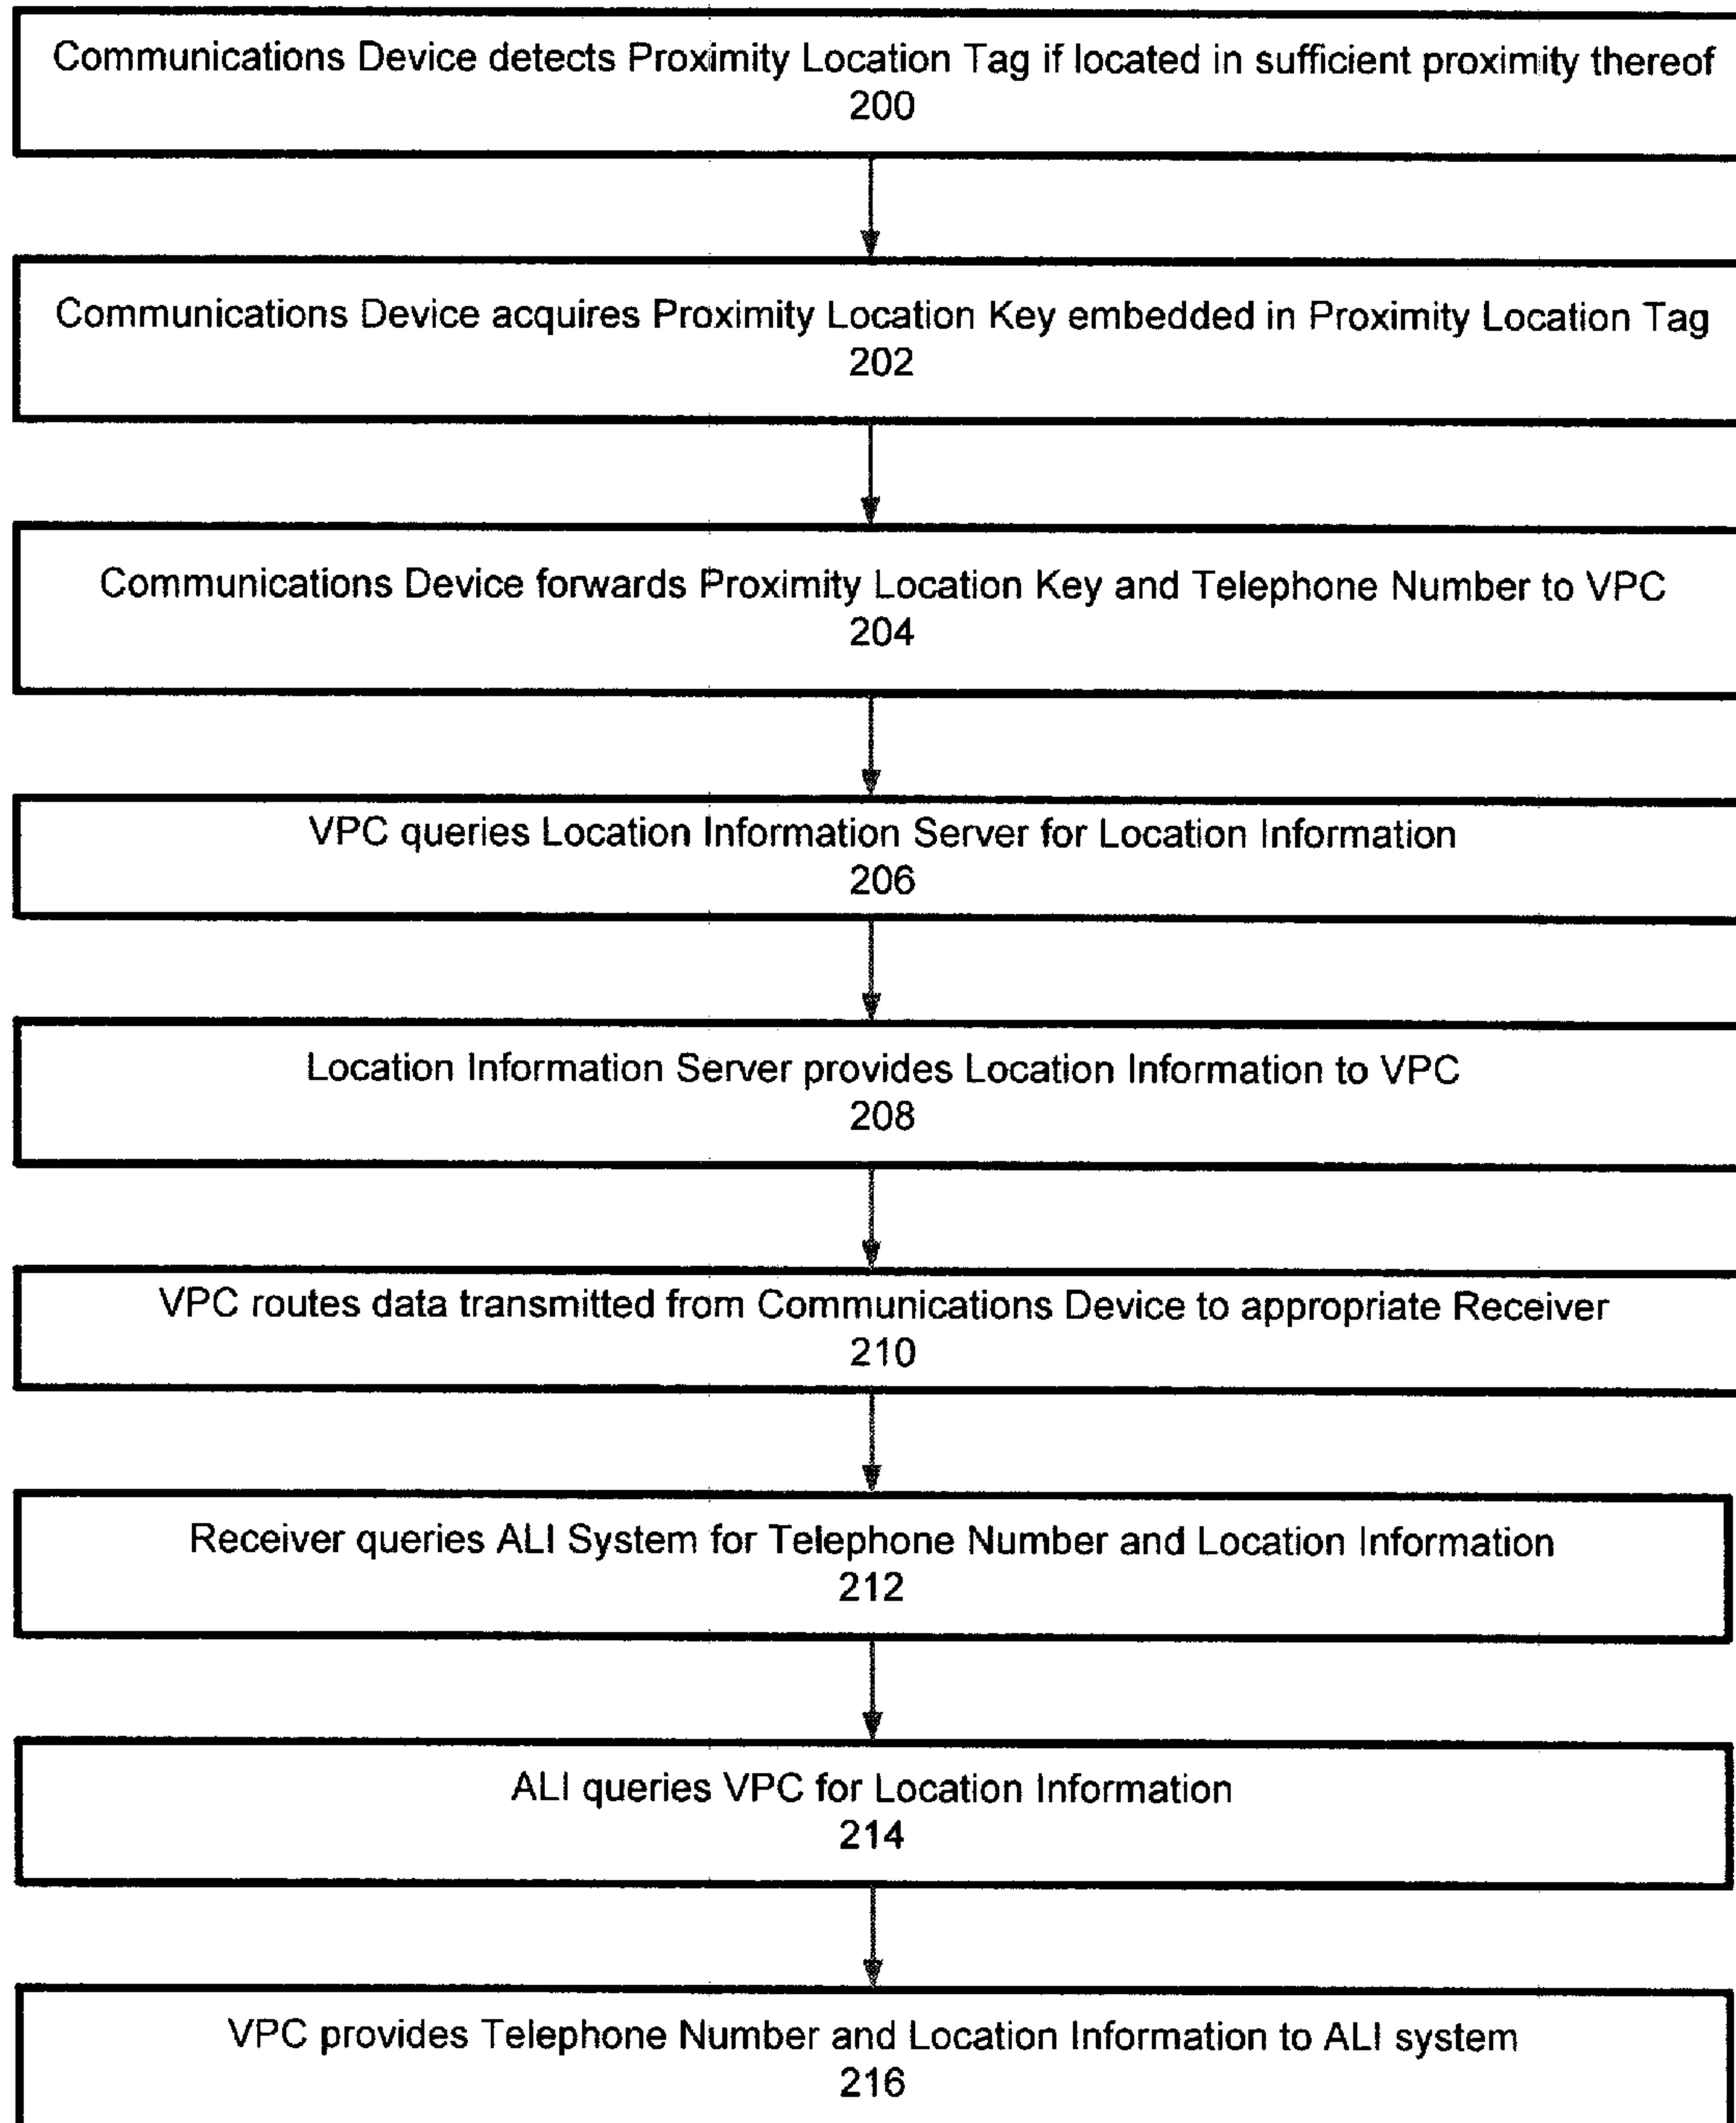 Communications Device detects Proximity Location Tag if located in sufficient proximity thereof
200
Communications Device acquires Proximity Location Key embedded in Proximity Location Tag
202
Communications Device forwards Proximity Location Key and Telephone Number to VPC
204
VPC queries Location Information Server for Location Information
206
Location Information Server provides Location Information to VPC
208
VPC routes data transmitted from Communications Device to appropriate Receiver
210
Receiver queries ALI System for Telephone Number and Location Information
212
ALI queries VPC for Location Information
214
VPC provides Telephone Number and Location Information to ALI system
216